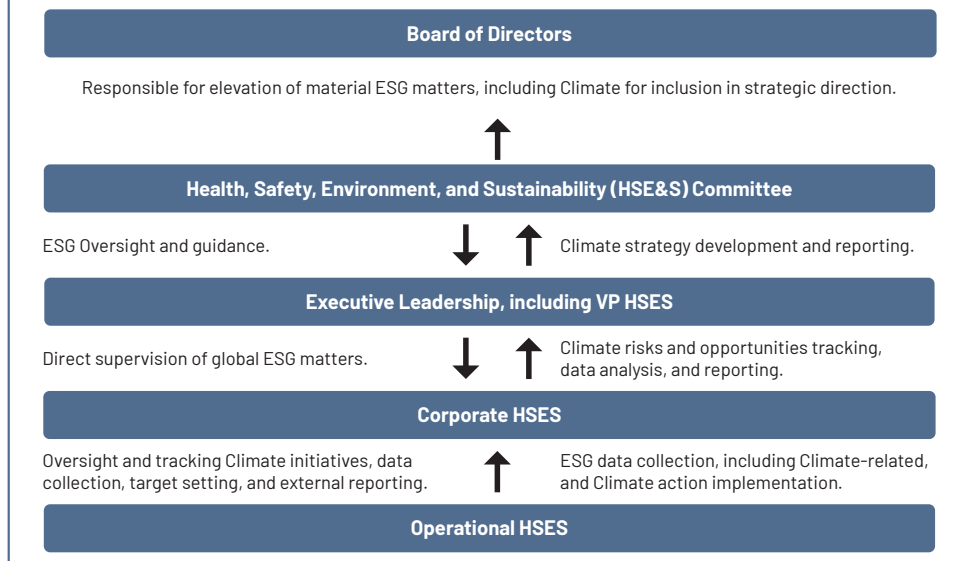 Board of Directors
Responsible for elevation of material ESG matters, including Climate for inclusion in strategic direction.
Health, Safety, Environment, and Sustainability (HSE&S) Committee
ESG Oversight and guidance.
Climate strategy development and reporting.
Executive Leadership, including VP HSES
Direct supervision of global ESG matters.
Climate risks and opportunities tracking,
data analysis, and reporting.
Corporate HSES
Oversight and tracking Climate initiatives, data
collection, target setting, and external reporting.
ESG data collection, including Climate-related,
and Climate action implementation.
Operational HSES